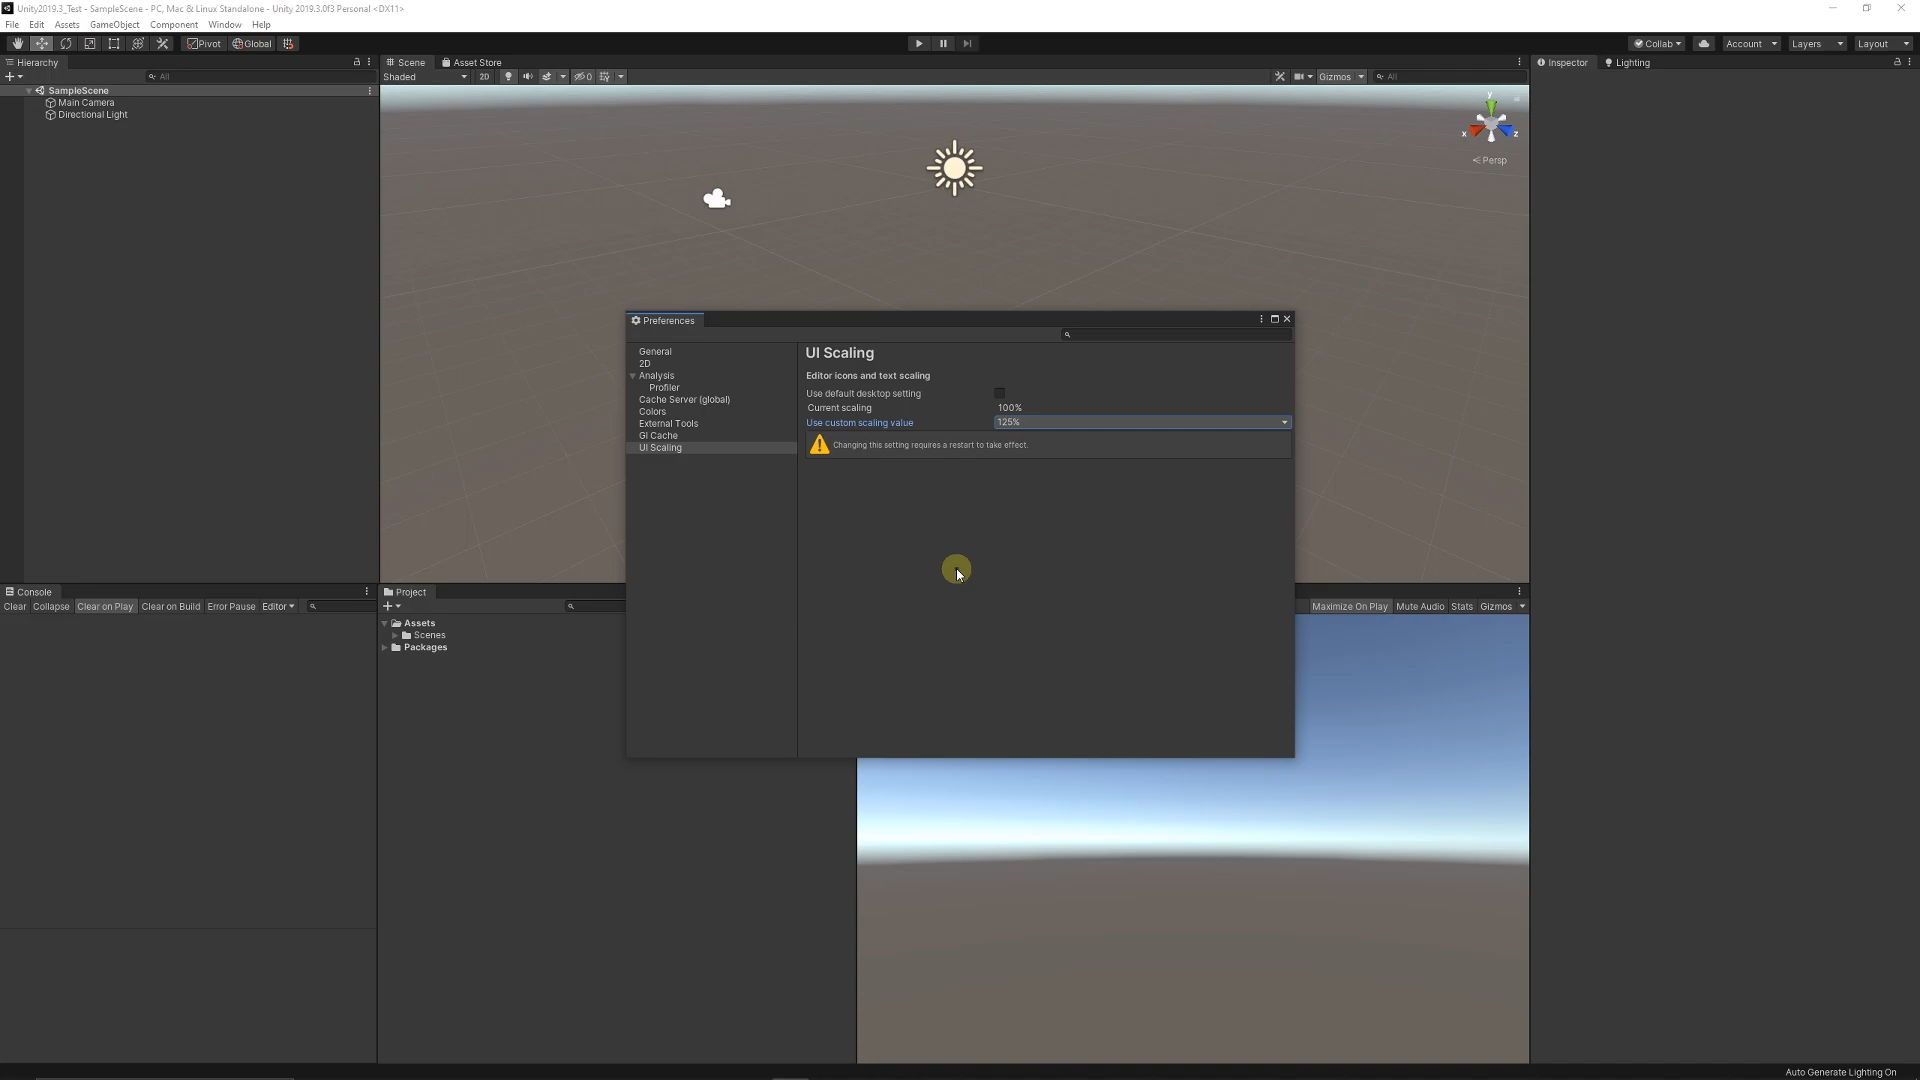 Unity2019.3_Test - SampleScene - PC, Mac & Linux Standalone - Unity 2019.3.0f3 Personal <DX11>
File Edit Assets GameObject Component Window Help
Pivot Global Collab Account Layers Layout
Hierarchy
All
SampleScene
Main Camera
Directional Light
Scene Asset Store
Shaded 2D 0 Gizmos All
y
x z
Persp
Inspector Lighting
Preferences
General
2D
Analysis
Profiler
Cache Server (global)
Colors
External Tools
GI Cache
UI Scaling
UI Scaling
Editor icons and text scaling
Use default desktop setting
Current scaling 100%
Use custom scaling value 125%
Changing this setting requires a restart to take effect.
Console
Clear Collapse Clear on Play Clear on Build Error Pause Editor
Project
Assets
Scenes
Packages
Maximize On Play Mute Audio Stats Gizmos
Auto Generate Lighting On